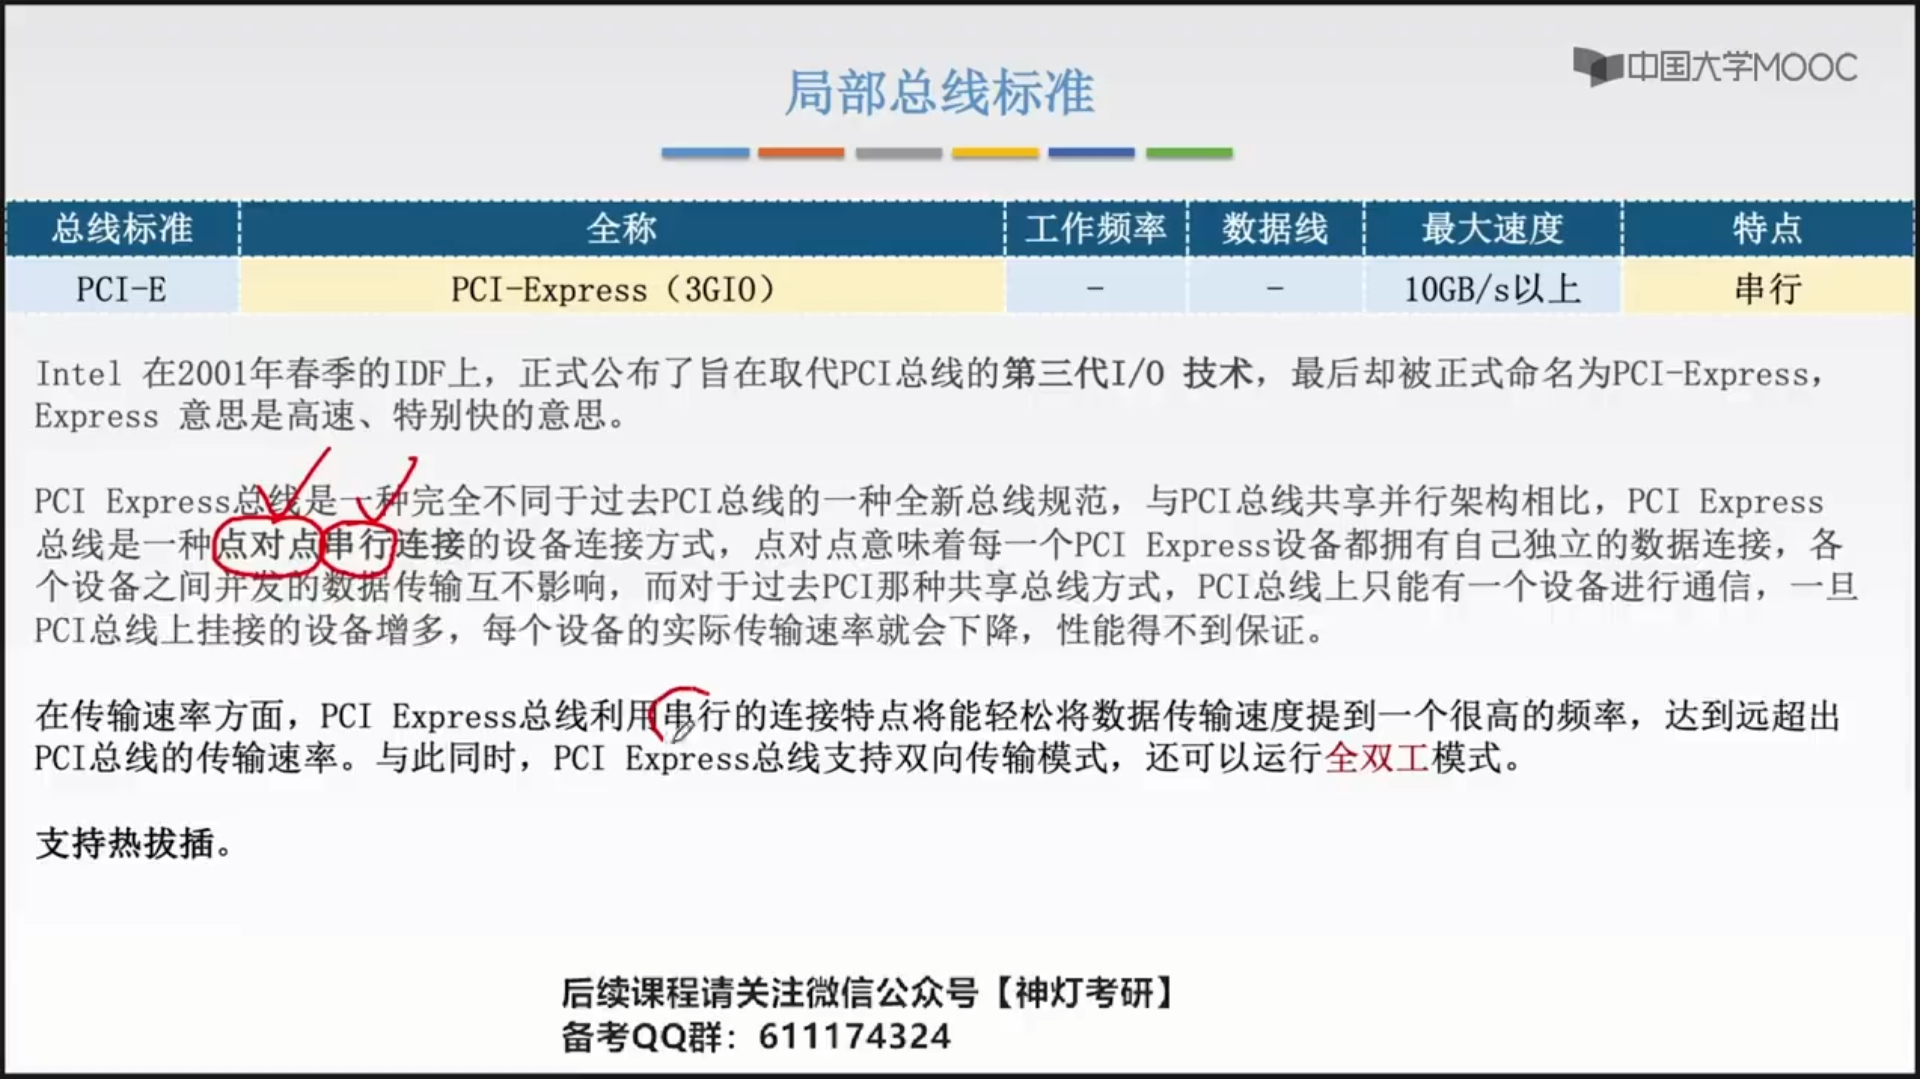 中国大学MOOC
局部总线标准
总线标准 全称 工作频率 数据线 最大速度 特点
PCI-E PCI-Express（3GIO） - - 10GB/s以上 串行
Intel 在2001年春季的IDF上，正式公布了旨在取代PCI总线的第三代I/O 技术，最后却被正式命名为PCI-Express，
Express 意思是高速、特别快的意思。
PCI Express总线是一种完全不同于过去PCI总线的一种全新总线规范，与PCI总线共享并行架构相比，PCI Express
总线是一种点对点串行连接的设备连接方式，点对点意味着每一个PCI Express设备都拥有自己独立的数据连接，各
个设备之间并发的数据传输互不影响，而对于过去PCI那种共享总线方式，PCI总线上只能有一个设备进行通信，一旦
PCI总线上挂接的设备增多，每个设备的实际传输速率就会下降，性能得不到保证。
在传输速率方面，PCI Express总线利用串行的连接特点将能轻松将数据传输速度提到一个很高的频率，达到远超出
PCI总线的传输速率。与此同时，PCI Express总线支持双向传输模式，还可以运行全双工模式。
支持热拔插。
后续课程请关注微信公众号【神灯考研】
备考QQ群：611174324